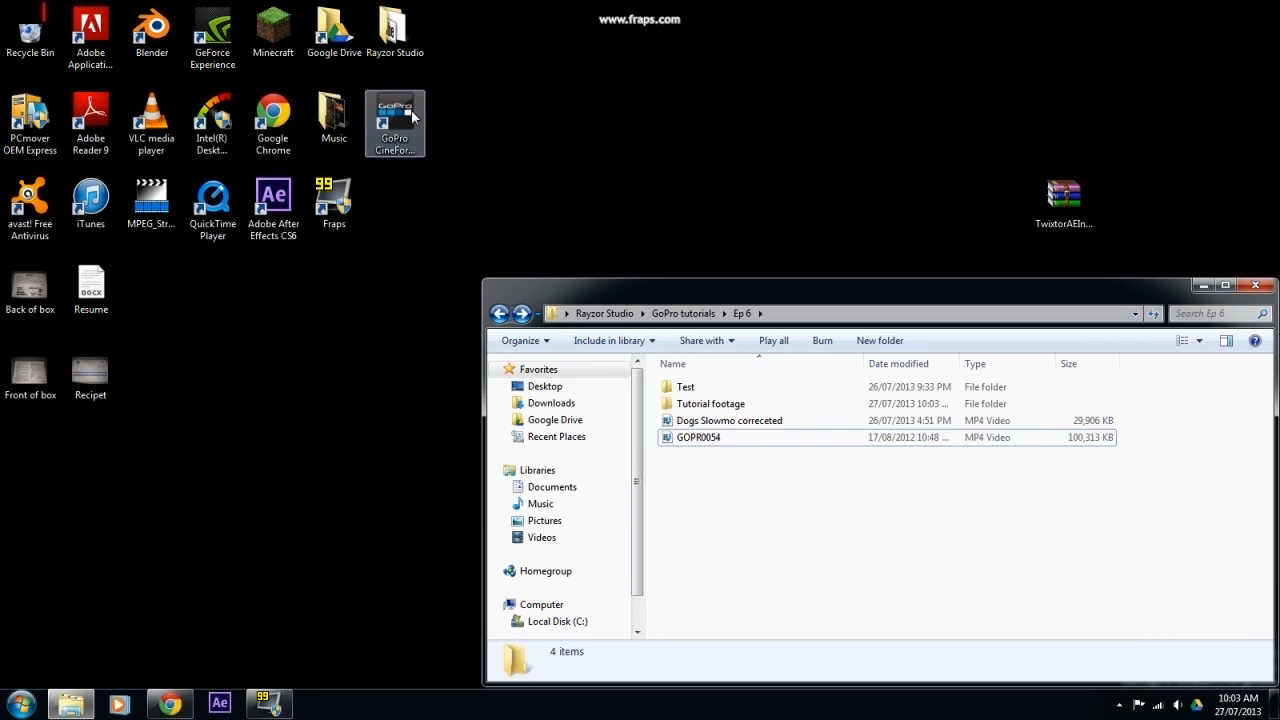 www.fraps.com
Recycle Bin
Adobe
Applicati...
Blender
GeForce
Experience
Minecraft
Google Drive
Rayzor Studio
PCmover
OEM Express
Adobe
Reader 9
VLC media
player
Intel(R)
Deskt...
Google
Chrome
Music
GoPro
GoPro
CineFor...
avast! Free
Antivirus
iTunes
MPEG_Str...
QuickTime
Player
Ae
Adobe After
Effects CS6
99
Fraps
TwixtorAEIn...
Back of box
DOCX
Resume
Front of box
Recipet
Rayzor Studio
GoPro tutorials
Ep 6
Search Ep 6
Organize
Include in library
Share with
Play all
Burn
New folder
Name
Date modified
Type
Size
Favorites
Desktop
Downloads
Google Drive
Recent Places
Libraries
Documents
Music
Pictures
Videos
Homegroup
Computer
Local Disk (C:)
Test 26/07/2013 9:33 PM File folder
Tutorial footage 27/07/2013 10:03 ... File folder
Dogs Slowmo correceted 26/07/2013 4:51 PM MP4 Video 29,906 KB
GOPR0054 17/08/2012 10:48 ... MP4 Video 100,313 KB
4 items
Ae
99
10:03 AM
27/07/2013